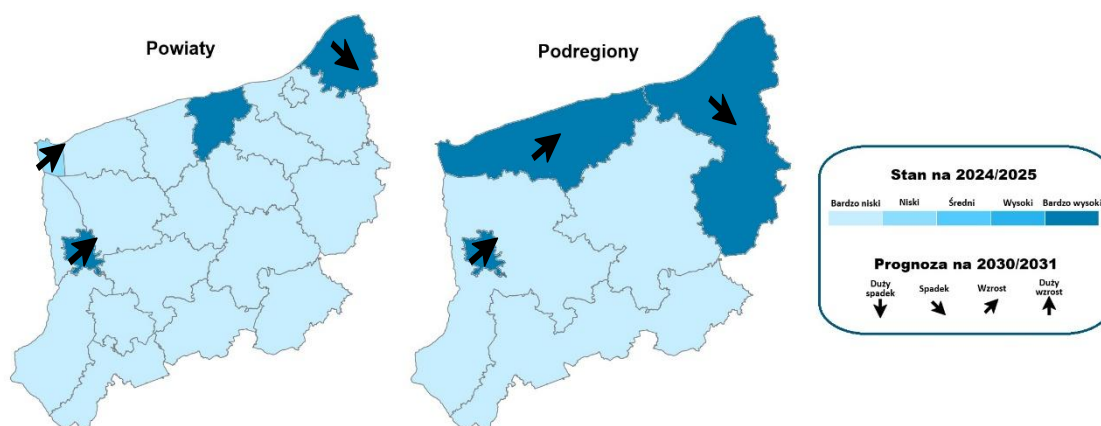 Powiaty
Podregiony
Stan na 2024/2025
Bardzo niski Niski Średni Wysoki Bardzo wysoki
Prognoza na 2030/2031
Duży spadek Spadek Wzrost Duży wzrost